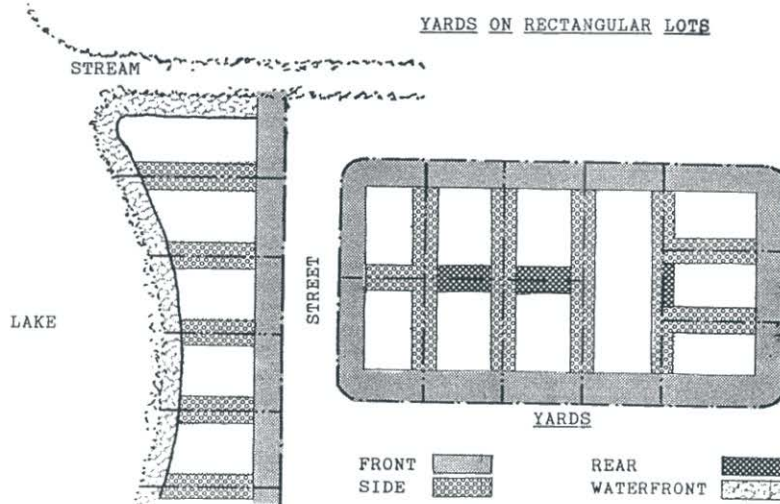 YARDS ON RECTANGULAR LOTS
STREAM
STREET
LAKE
YARDS
FRONT
REAR
SIDE
WATERFRONT